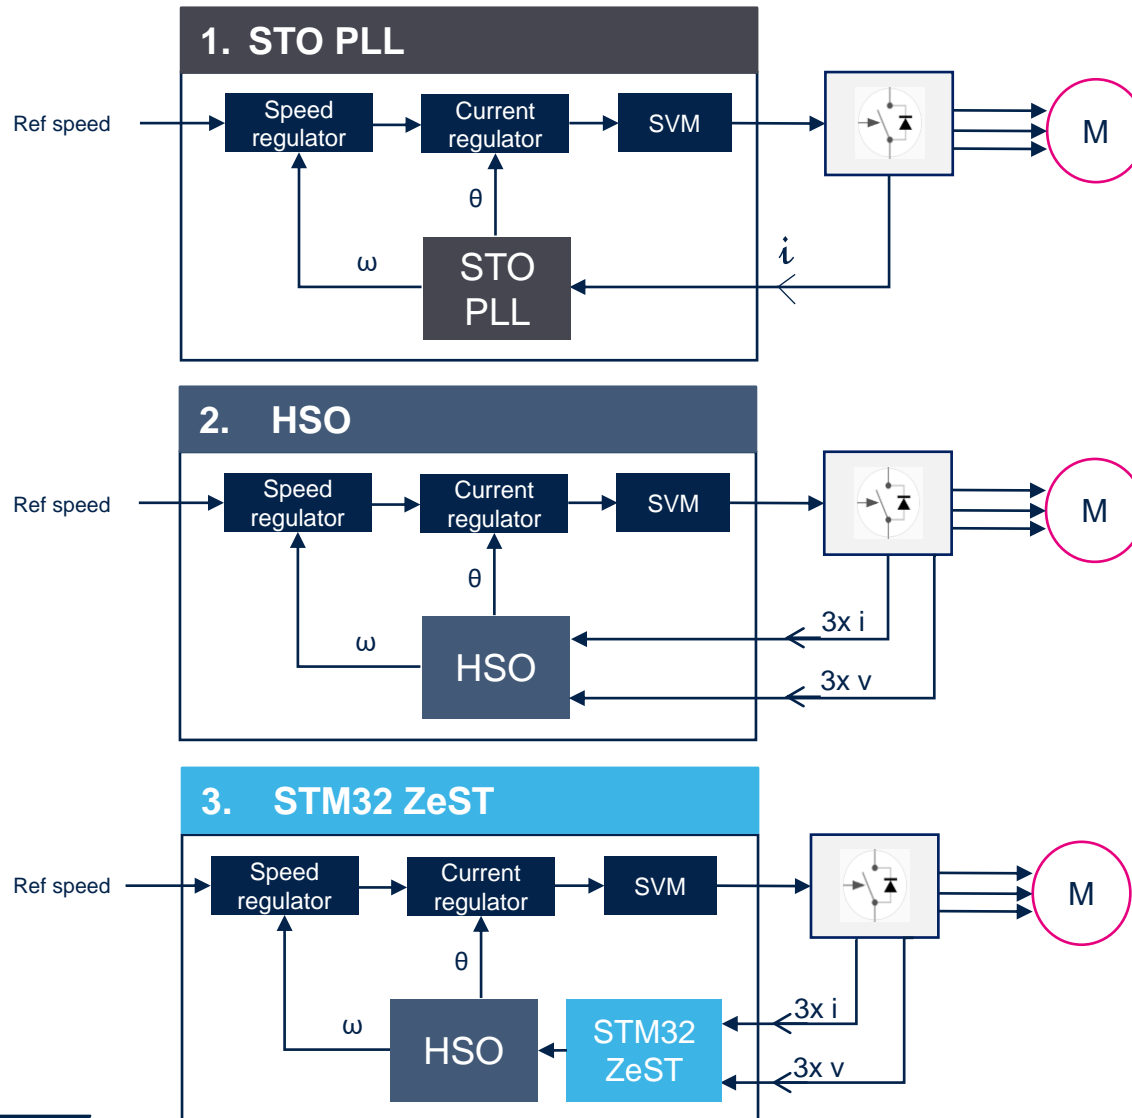 1. STO PLL
Ref speed
Speed
regulator
Current
regulator
SVM
M
θ
ω
STO
PLL
i
2. HSO
Ref speed
Speed
regulator
Current
regulator
SVM
M
θ
ω
HSO
3x i
3x v
3. STM32 ZeST
Ref speed
Speed
regulator
Current
regulator
SVM
M
θ
ω
HSO
STM32
ZeST
3x i
3x v